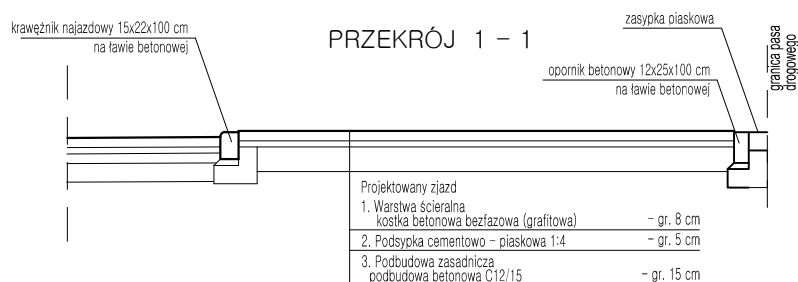 krawężnik najazdowy 15x22x100 cm
na ławie betonowej
PRZEKRÓJ 1 - 1
zasypka piaskowa
opornik betonowy 12x25x100 cm
na ławie betonowej
granica pasa
drogowego
Projektowany zjazd
1. Warstwa ścieralna
kostka betonowa bezfazowa (grafitowa) - gr. 8 cm
2. Podsypka cementowo - piaskowa 1:4 - gr. 5 cm
3. Podbudowa zasadnicza
podbudowa betonowa C12/15 - gr. 15 cm